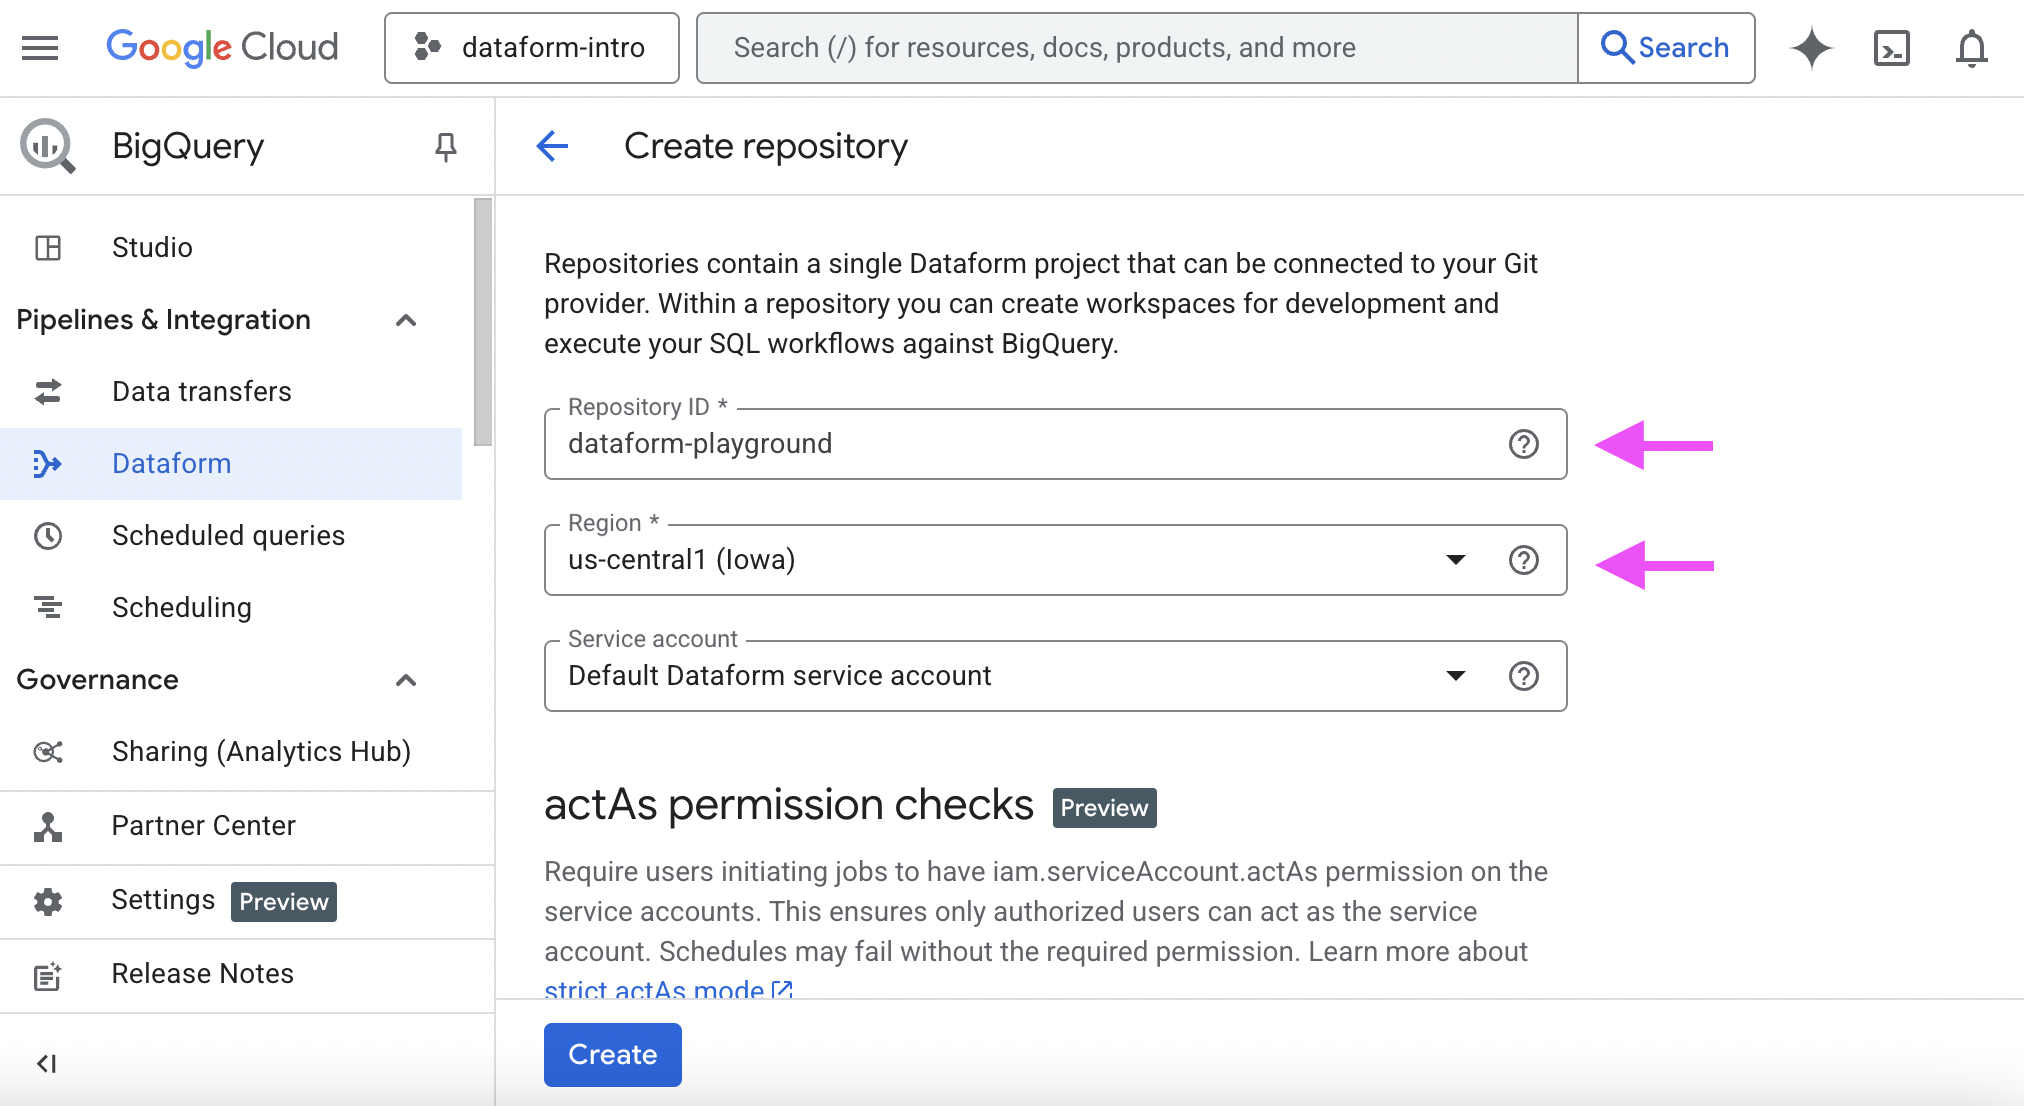 Google Cloud
dataform-intro
Search (/) for resources, docs, products, and more
Search
BigQuery
Studio
Pipelines & Integration
Data transfers
Dataform
Scheduled queries
Scheduling
Governance
Sharing (Analytics Hub)
Partner Center
Settings Preview
Release Notes
Create repository
Repositories contain a single Dataform project that can be connected to your Git
provider. Within a repository you can create workspaces for development and
execute your SQL workflows against BigQuery.
Repository ID *
dataform-playground
Region *
us-central1 (Iowa)
Service account
Default Dataform service account
actAs permission checks Preview
Require users initiating jobs to have iam.serviceAccount.actAs permission on the
service accounts. This ensures only authorized users can act as the service
account. Schedules may fail without the required permission. Learn more about
strict actAs mode
Create